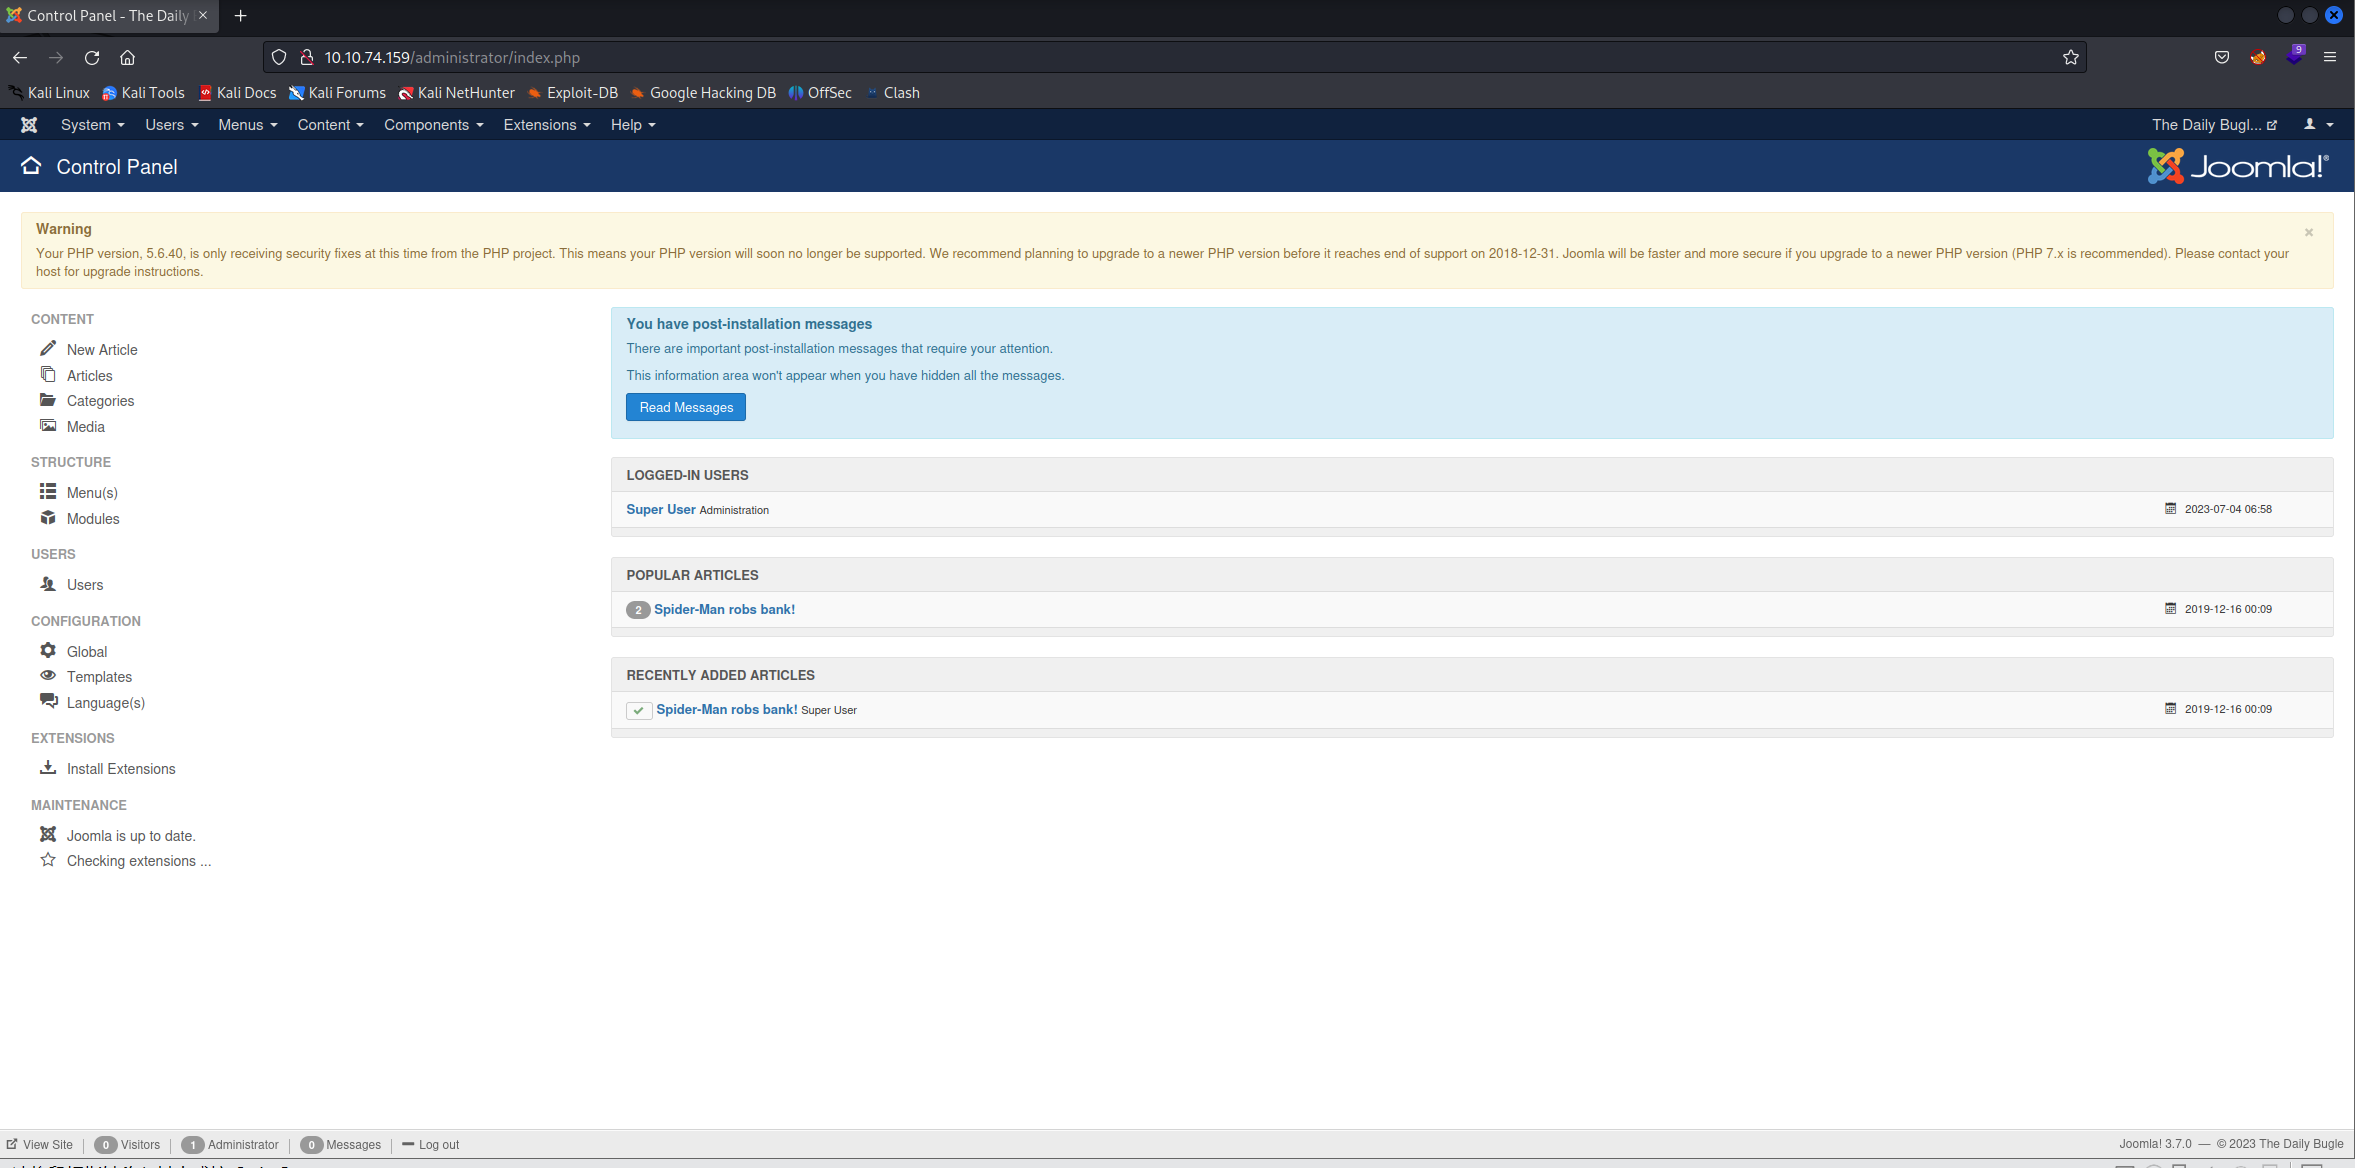 Control Panel - The Daily
10.10.74.159/administrator/index.php
9
Kali Linux Kali Tools Kali Docs Kali Forums Kali NetHunter Exploit-DB Google Hacking DB OffSec Clash
System Users Menus Content Components Extensions Help The Daily Bugl...
Control Panel
Joomla!®
Warning
Your PHP version, 5.6.40, is only receiving security fixes at this time from the PHP project. This means your PHP version will soon no longer be supported. We recommend planning to upgrade to a newer PHP version before it reaches end of support on 2018-12-31. Joomla will be faster and more secure if you upgrade to a newer PHP version (PHP 7.x is recommended). Please contact your
host for upgrade instructions.
CONTENT
New Article
Articles
Categories
Media
STRUCTURE
Menu(s)
Modules
USERS
Users
CONFIGURATION
Global
Templates
Language(s)
EXTENSIONS
Install Extensions
MAINTENANCE
Joomla is up to date.
Checking extensions ...
You have post-installation messages
There are important post-installation messages that require your attention.
This information area won't appear when you have hidden all the messages.
Read Messages
LOGGED-IN USERS
Super User Administration 2023-07-04 06:58
POPULAR ARTICLES
2 Spider-Man robs bank! 2019-12-16 00:09
RECENTLY ADDED ARTICLES
Spider-Man robs bank! Super User 2019-12-16 00:09
View Site 0 Visitors 1 Administrator 0 Messages Log out Joomla! 3.7.0 — © 2023 The Daily Bugle